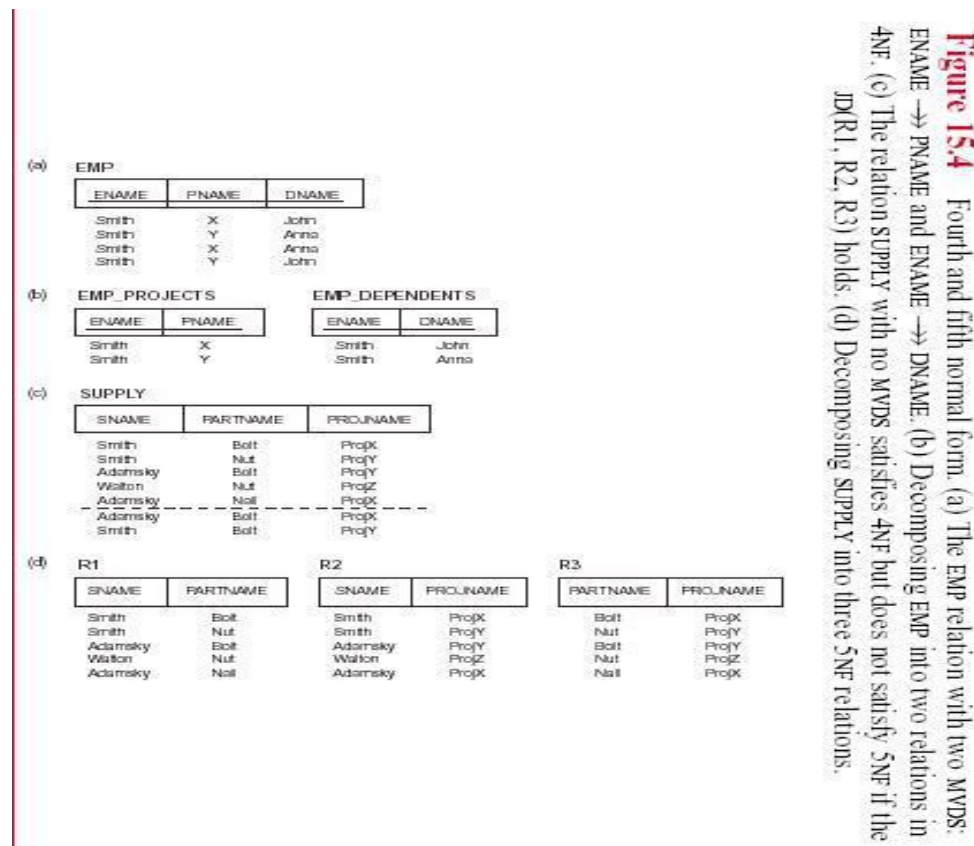 (a) EMP
ENAME PNAME DNAME
Smith X John
Smith Y Anna
Smith X Anna
Smith Y John
(b) EMP_PROJECTS EMP_DEPENDENTS
ENAME PNAME ENAME DNAME
Smith X Smith John
Smith Y Smith Anna
(c) SUPPLY
SNAME PARTNAME PROJNAME
Smith Bolt ProjX
Smith Nut ProjY
Adamsky Bolt ProjY
Walton Nut ProjZ
Adamsky Nail ProjX
Adamsky Bolt ProjX
Smith Bolt ProjY
(d) R1 R2 R3
SNAME PARTNAME SNAME PROJNAME PARTNAME PROJNAME
Smith Bolt Smith ProjX Bolt ProjX
Smith Nut Smith ProjY Nut ProjY
Adamsky Bolt Adamsky ProjY Bolt ProjY
Walton Nut Walton ProjZ Nut ProjZ
Adamsky Nail Adamsky ProjX Nail ProjX
Figure 15.4 Fourth and fifth normal form. (a) The EMP relation with two MVDS:
ENAME →→ PNAME and ENAME →→ DNAME. (b) Decomposing EMP into two relations in
4NF. (c) The relation SUPPLY with no MVDS satisfies 4NF but does not satisfy 5NF if the
JD(R1, R2, R3) holds. (d) Decomposing SUPPLY into three 5NF relations.